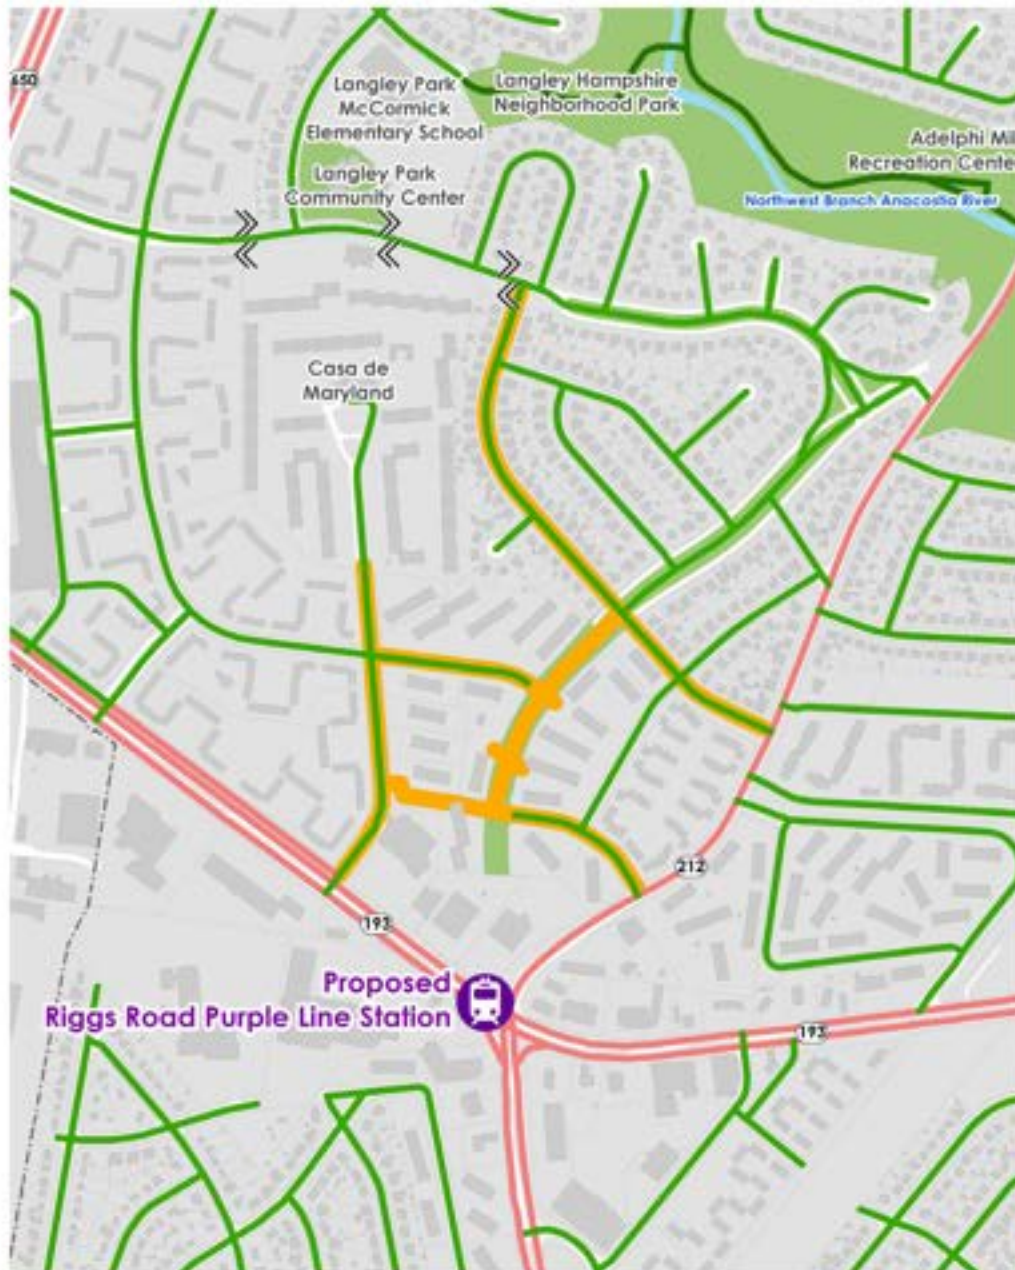 650
Langley Park
McCormick
Elementary School
Langley Hampshire
Neighborhood Park
Adelphi Mil
Recreation Cente
Langley Park
Community Center
Northwest Branch Anacostia River
Casa de
Maryland
212
193
Proposed
Riggs Road Purple Line Station
193